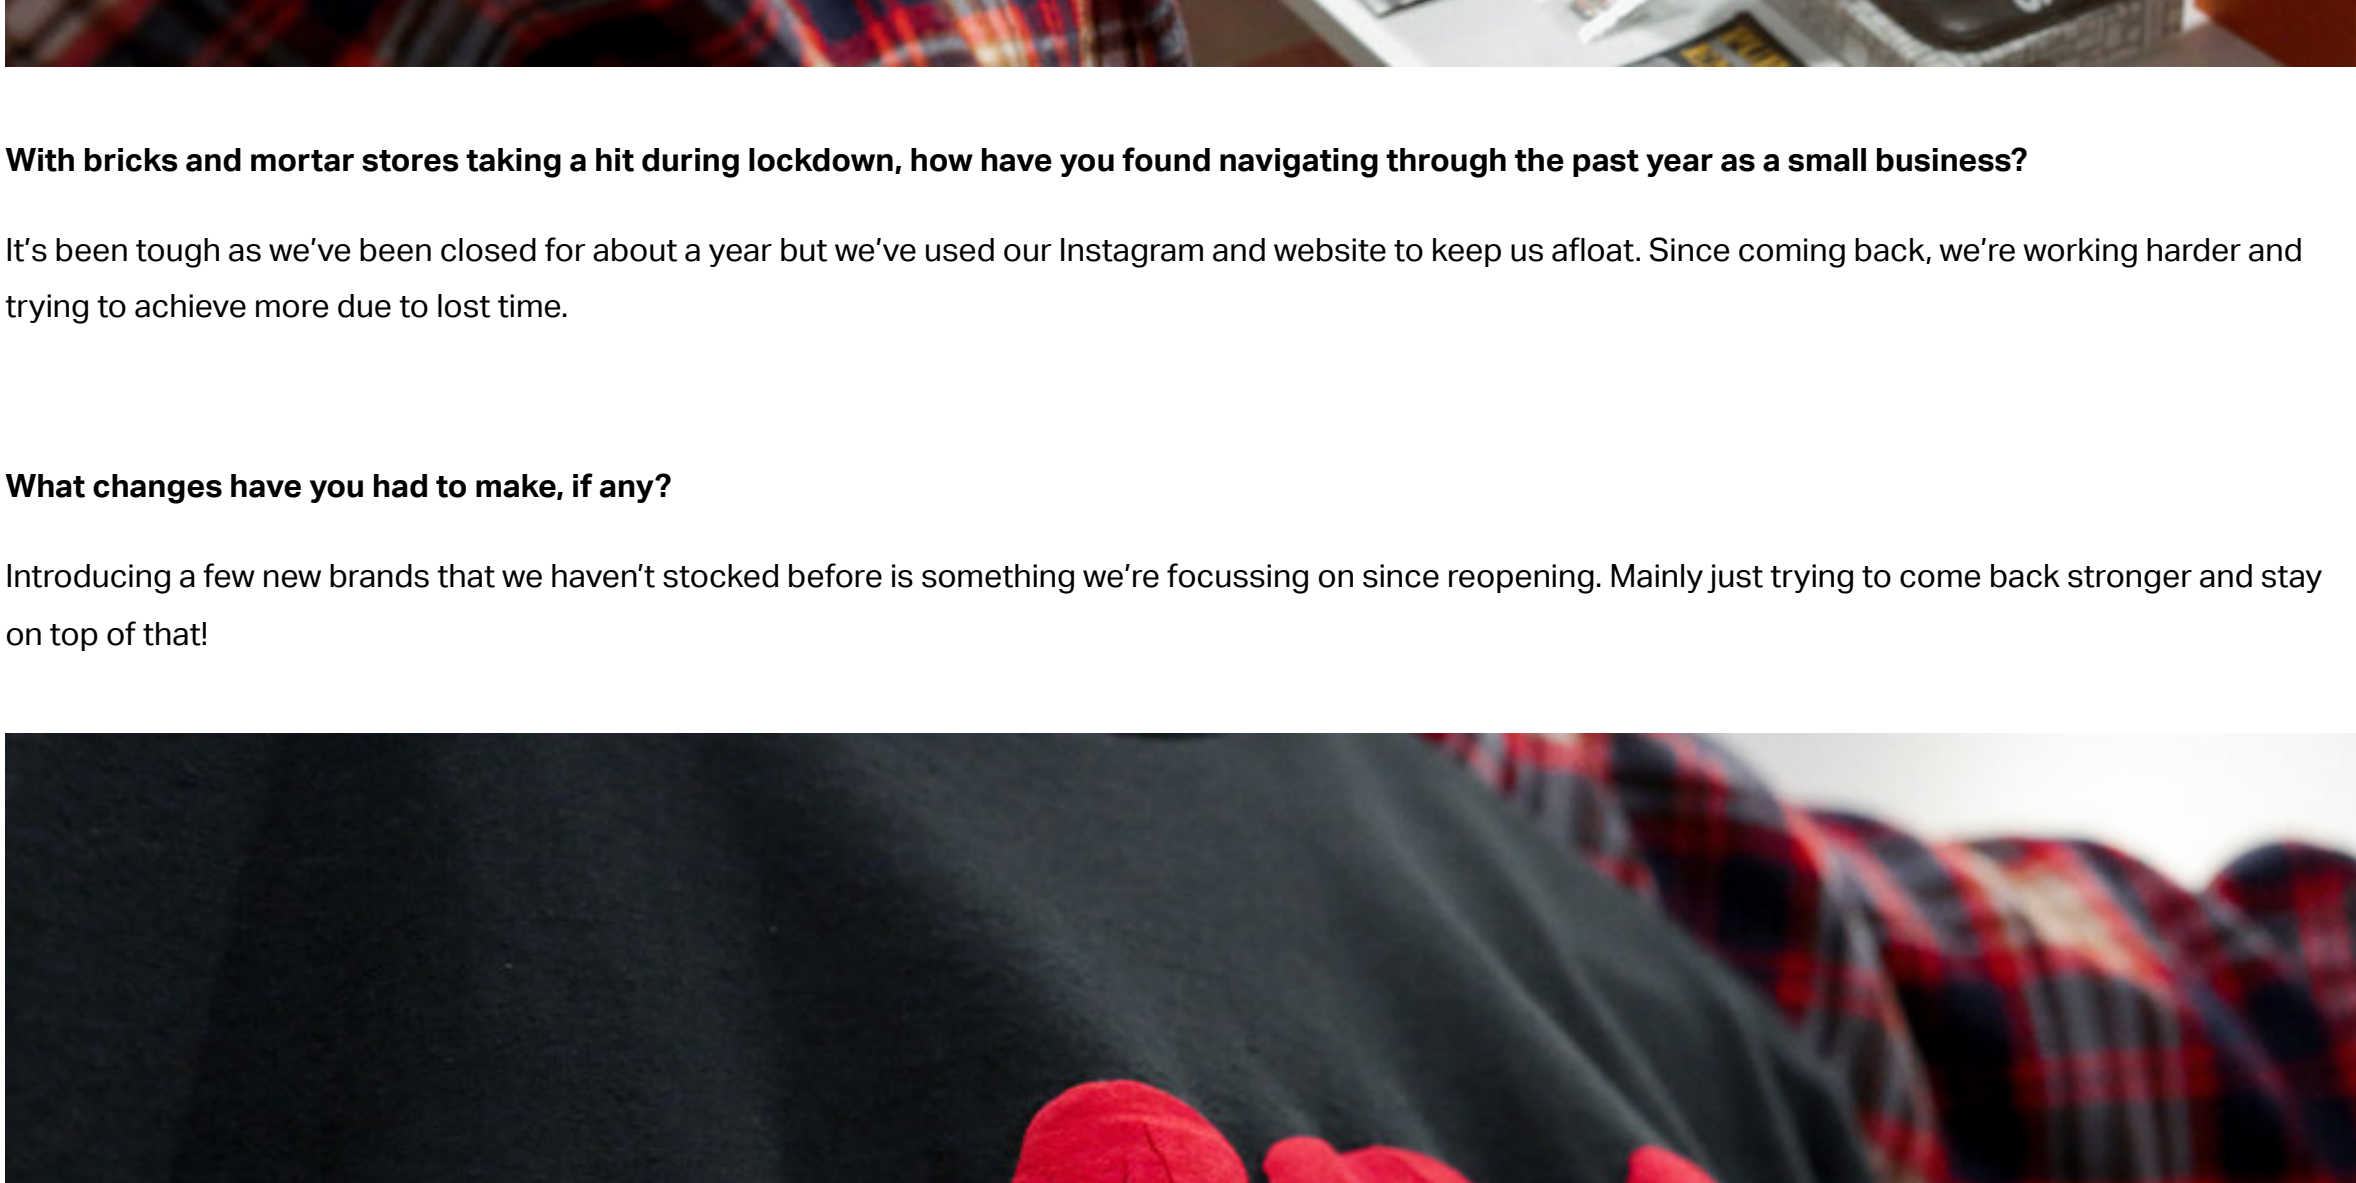 With bricks and mortar stores taking a hit during lockdown, how have you found navigating through the past year as a small business?
It’s been tough as we’ve been closed for about a year but we’ve used our Instagram and website to keep us afloat. Since coming back, we’re working harder and
trying to achieve more due to lost time.
What changes have you had to make, if any?
Introducing a few new brands that we haven’t stocked before is something we’re focussing on since reopening. Mainly just trying to come back stronger and stay
on top of that!